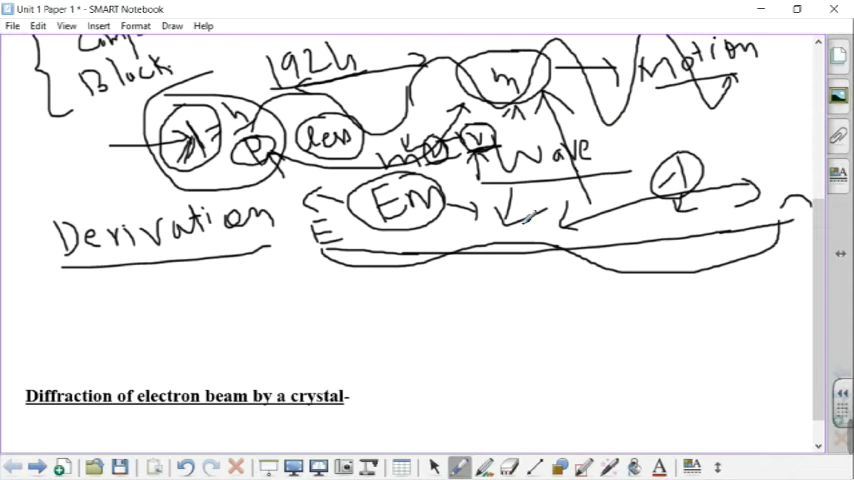 Unit 1 Paper 1 * - SMART Notebook
File Edit View Insert Format Draw Help
Block
1924
m
Motion
λ = h
p
less
m v
Wave
λ
Em
Derivation
E
Diffraction of electron beam by a crystal-